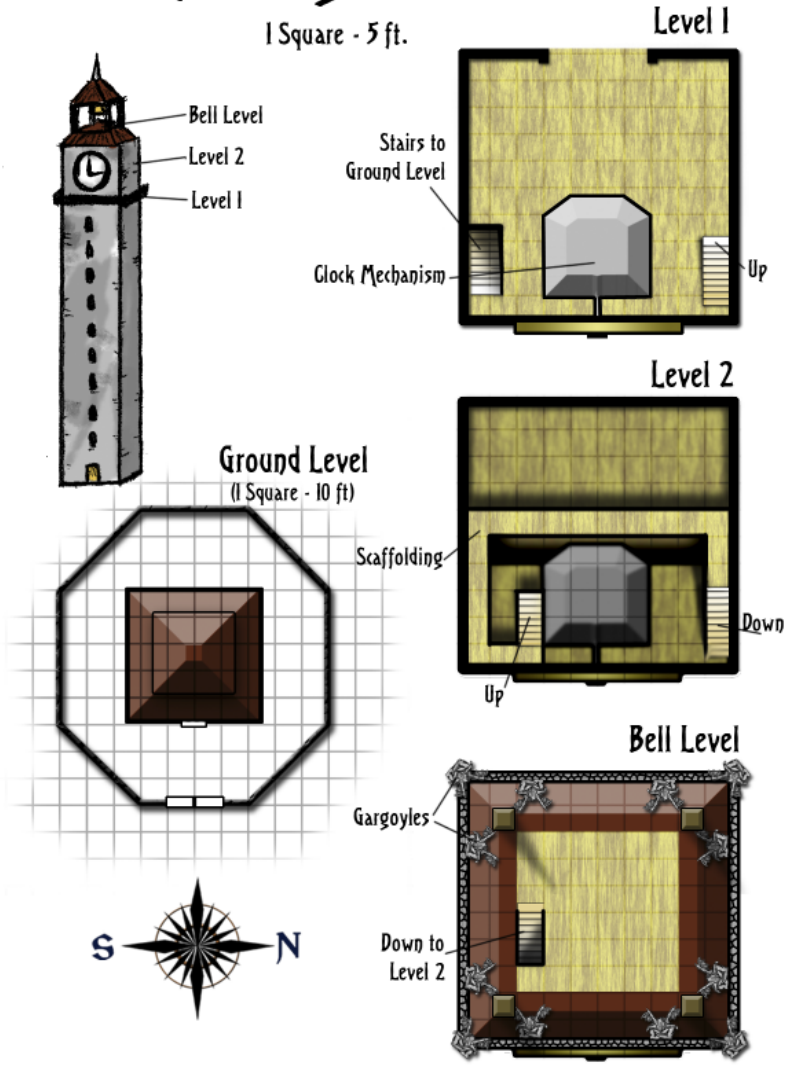 1 Square - 5 ft.
Level 1
Bell Level
Level 2
Level 1
Stairs to
Ground Level
Clock Mechanism
Up
Level 2
Ground Level
(1 Square - 10 ft)
Scaffolding
Down
Up
Bell Level
Gargoyles
S
N
Down to
Level 2